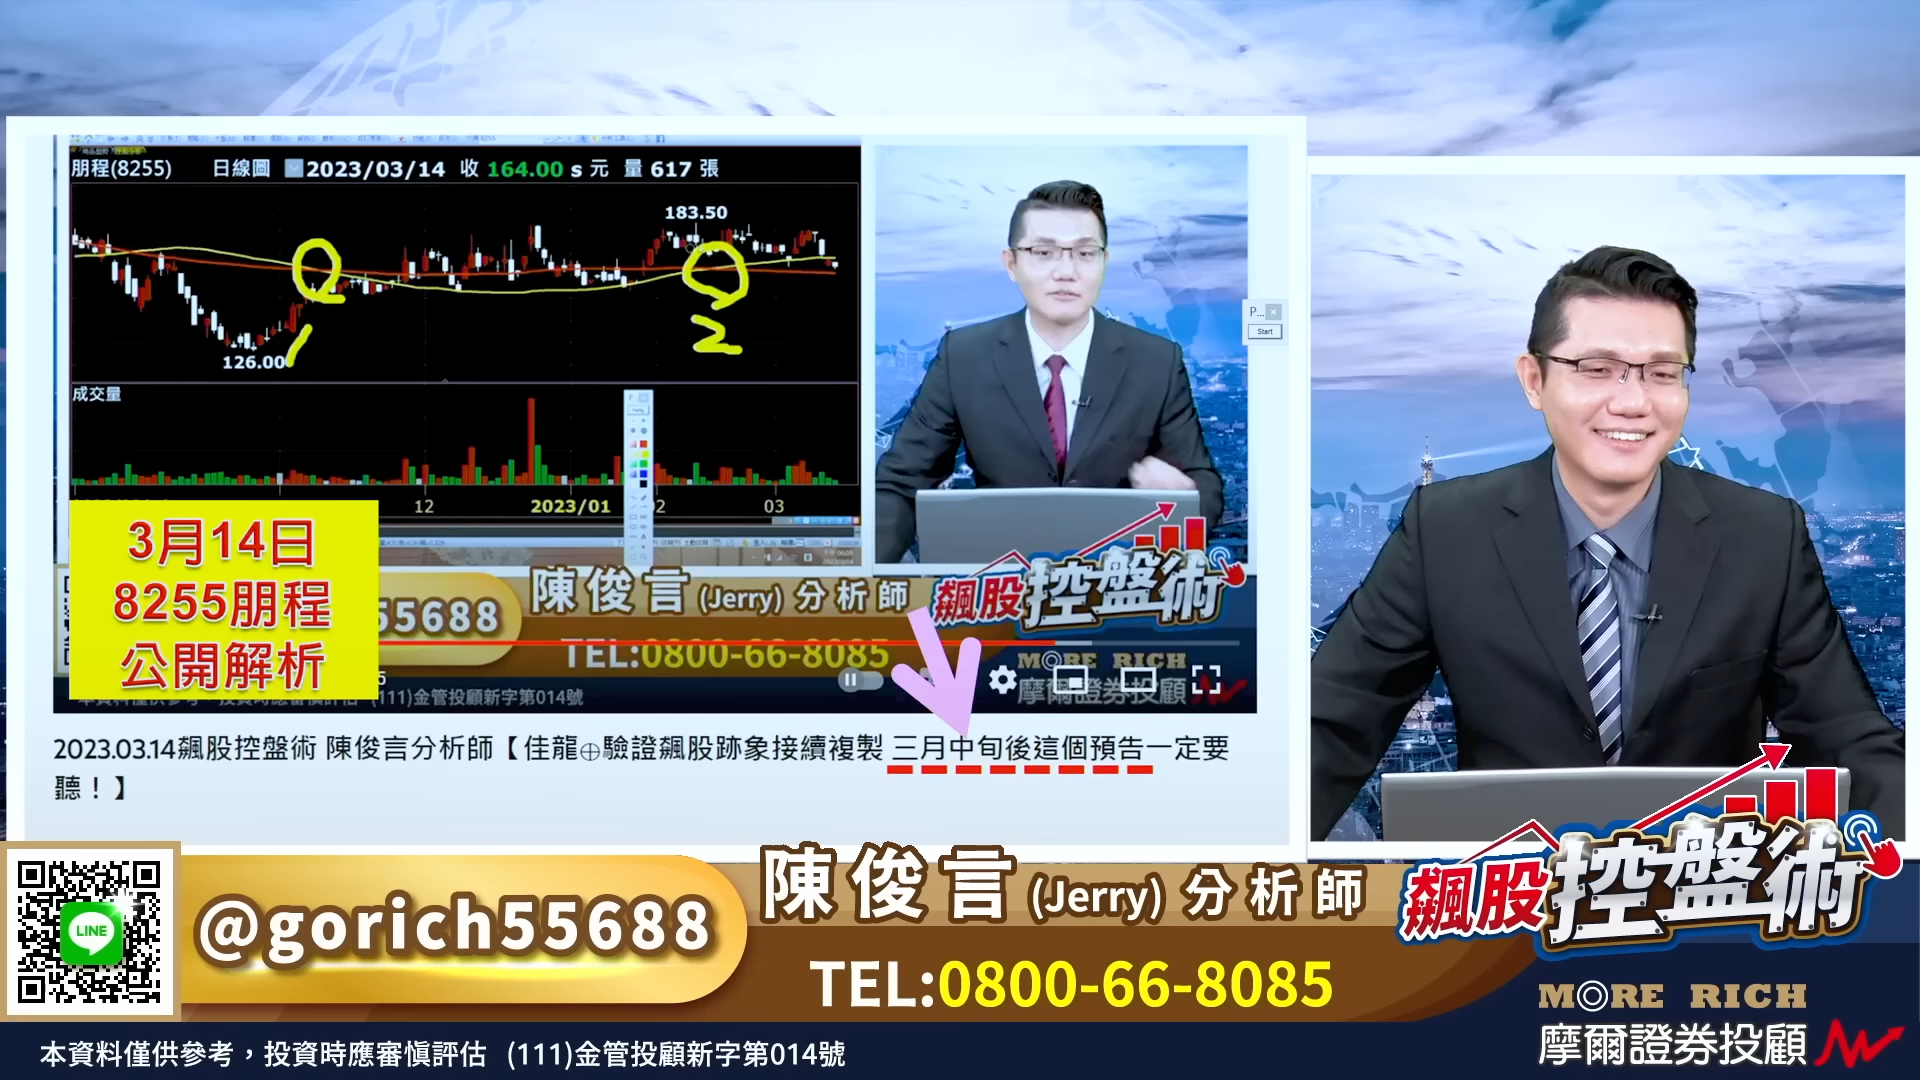 朋程(8255) 日線圖 2023/03/14 收 164.00 s 元 量 617 張
183.50
126.00
1
2
成交量
12 2023/01 02 03
P...
Start
3月14日
8255朋程
公開解析
55688
陳俊言 (Jerry) 分析師
TEL:0800-66-8085
飆股控盤術
MORE RICH
摩爾證券投顧
(111)金管投顧新字第014號
2023.03.14飆股控盤術 陳俊言分析師【佳龍⊕驗證飆股跡象接續複製 三月中旬後這個預告一定要
聽！】
LINE
@gorich55688
陳俊言 (Jerry) 分析師
TEL:0800-66-8085
飆股控盤術
MORE RICH
摩爾證券投顧
本資料僅供參考，投資時應審慎評估 (111)金管投顧新字第014號